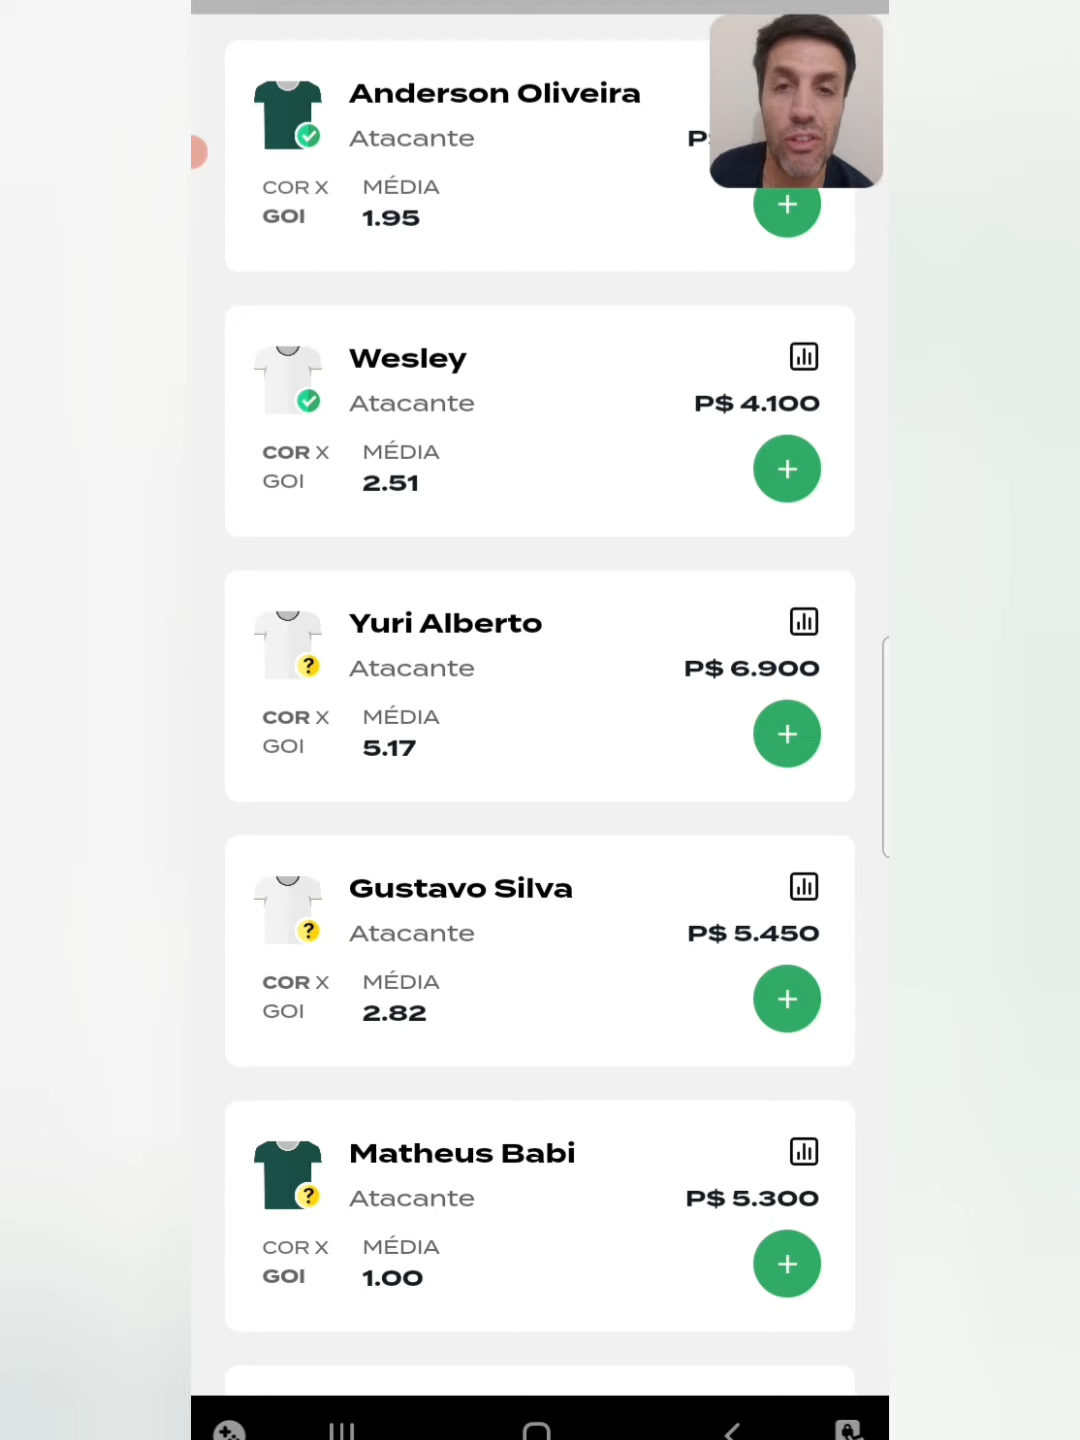 Anderson Oliveira
Atacante
COR X MÉDIA
GOI 1.95
Wesley
Atacante P$ 4.100
COR X MÉDIA
GOI 2.51
Yuri Alberto
Atacante P$ 6.900
COR X MÉDIA
GOI 5.17
Gustavo Silva
Atacante P$ 5.450
COR X MÉDIA
GOI 2.82
Matheus Babi
Atacante P$ 5.300
COR X MÉDIA
GOI 1.00